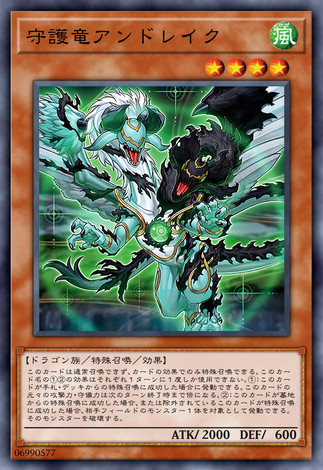 守護竜アンドレイク
風
【ドラゴン族／特殊召喚／効果】
このカードは通常召喚できず、カードの効果でのみ特殊召喚できる。このカー
ド名の①②の効果はそれぞれ１ターンに１度しか使用できない。①：このカー
ドが手札・デッキからの特殊召喚に成功した場合に発動できる。このカードの
元々の攻撃力・守備力は次のターン終了時まで倍になる。②：このカードが墓地
からの特殊召喚または除外されているこのカードが特殊召喚
に成功した場合、相手フィールドのモンスター１体を対象として発動できる。
そのモンスターを破壊する。
ATK/ 2000 DEF/ 600
06990577